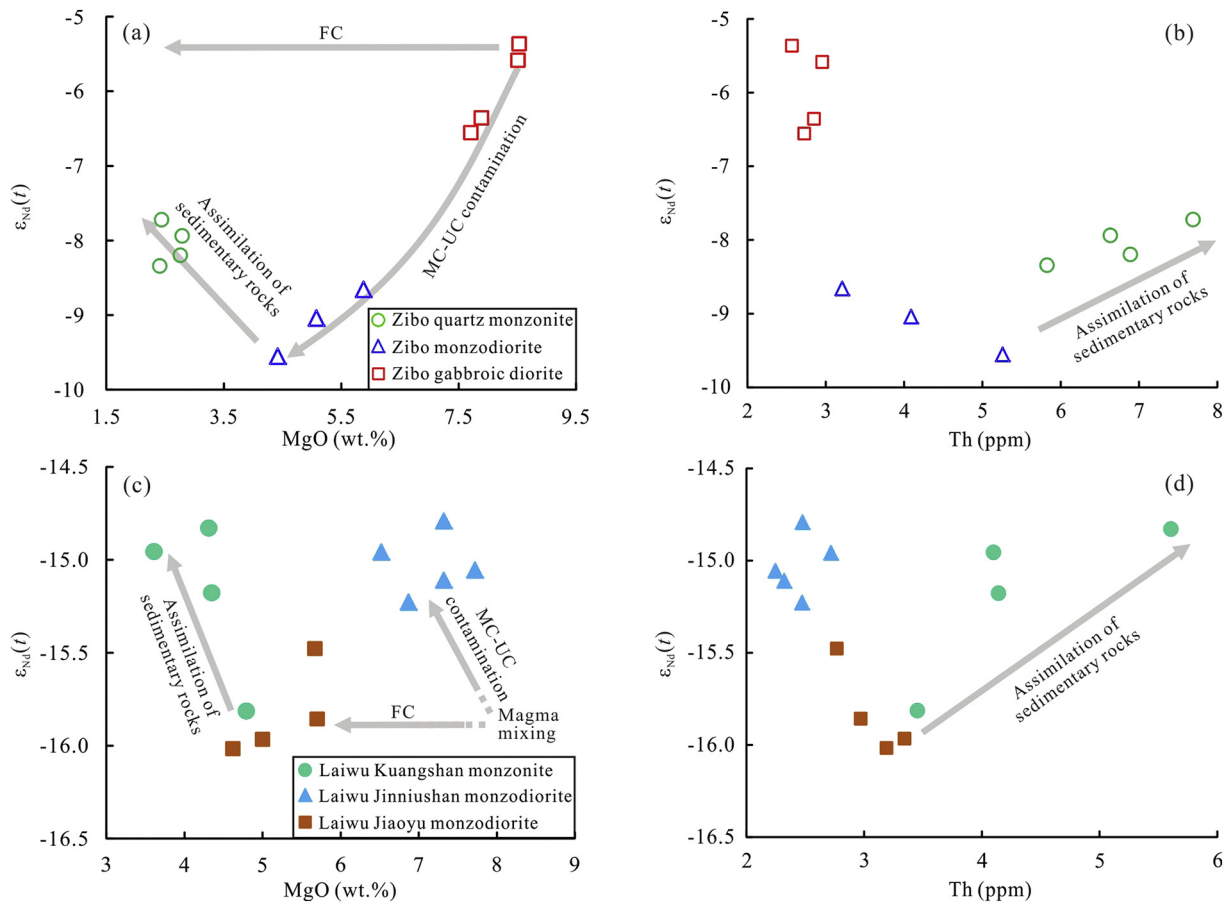 (a)
FC
MC-UC contamination
Assimilation of
sedimentary rocks
Zibo quartz monzonite
Zibo monzodiorite
Zibo gabbroic diorite
-5
-6
-7
-8
-9
-10
εNd(t)
1.5
3.5
5.5
7.5
9.5
MgO (wt.%)
(b)
Assimilation of
sedimentary rocks
-5
-6
-7
-8
-9
-10
εNd(t)
2
3
4
5
6
7
8
Th (ppm)
(c)
Assimilation of
sedimentary rocks
MC-UC
contamination
FC
Magma
mixing
Laiwu Kuangshan monzonite
Laiwu Jinniushan monzodiorite
Laiwu Jiaoyu monzodiorite
-14.5
-15.0
-15.5
-16.0
-16.5
εNd(t)
3
4
5
6
7
8
9
MgO (wt.%)
(d)
Assimilation of
sedimentary rocks
-14.5
-15.0
-15.5
-16.0
-16.5
εNd(t)
2
3
4
5
6
Th (ppm)